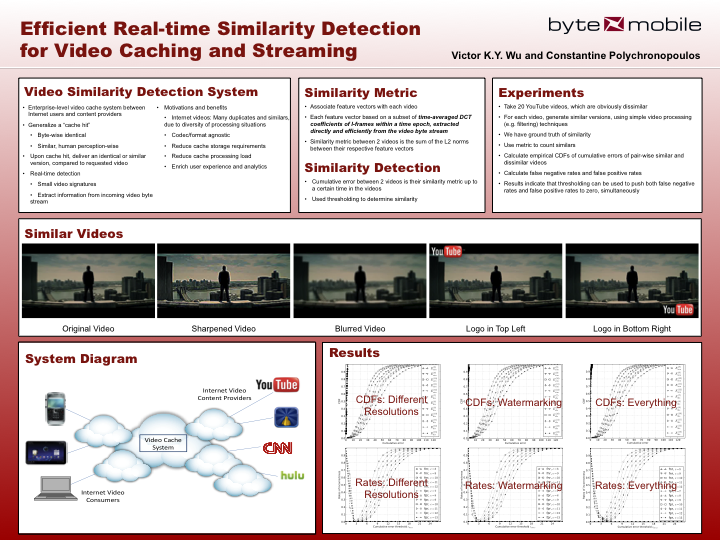 Efficient Real-time Similarity Detection
for Video Caching and Streaming
byte mobile
Victor K.Y. Wu and Constantine Polychronopoulos
Video Similarity Detection System
• Enterprise-level video cache system between
Internet users and content providers
• Generalize a "cache hit"
• Byte-wise identical
• Similar, human perception-wise
• Upon cache hit, deliver an identical or similar
version, compared to requested video
• Real-time detection
• Small video signatures
• Extract information from incoming video byte
stream
• Motivations and benefits
• Internet videos: Many duplicates and similars,
due to diversity of processing situations
• Codec/format agnostic
• Reduce cache storage requirements
• Reduce cache processing load
• Enrich user experience and analytics
Similarity Metric
• Associate feature vectors with each video
• Each feature vector based on a subset of time-averaged DCT
coefficients of I-frames within a time epoch, extracted
directly and efficiently from the video byte stream
• Similarity metric between 2 videos is the sum of the L2 norms
between their respective feature vectors
Similarity Detection
• Cumulative error between 2 videos is their similarity metric up to
a certain time in the videos
• Used thresholding to determine similarity
Experiments
• Take 20 YouTube videos, which are obviously dissimilar
• For each video, generate similar versions, using simple video processing
(e.g. filtering) techniques
• We have ground truth of similarity
• Use metric to count similars
• Calculate empirical CDFs of cumulative errors of pair-wise similar and
dissimilar videos
• Calculate false negative rates and false positive rates
• Results indicate that thresholding can be used to push both false negative
rates and false positive rates to zero, simultaneously
Similar Videos
You Tube
You Tube
Original Video
Sharpened Video
Blurred Video
Logo in Top Left
Logo in Bottom Right
System Diagram
Internet Video
Content Providers
You Tube
Video Cache
System
CNN
hulu
Internet Video
Consumers
Results
CDFs: Different
Resolutions
CDFs: Watermarking
CDFs: Everything
Rates: Different
Resolutions
Rates: Watermarking
Rates: Everything